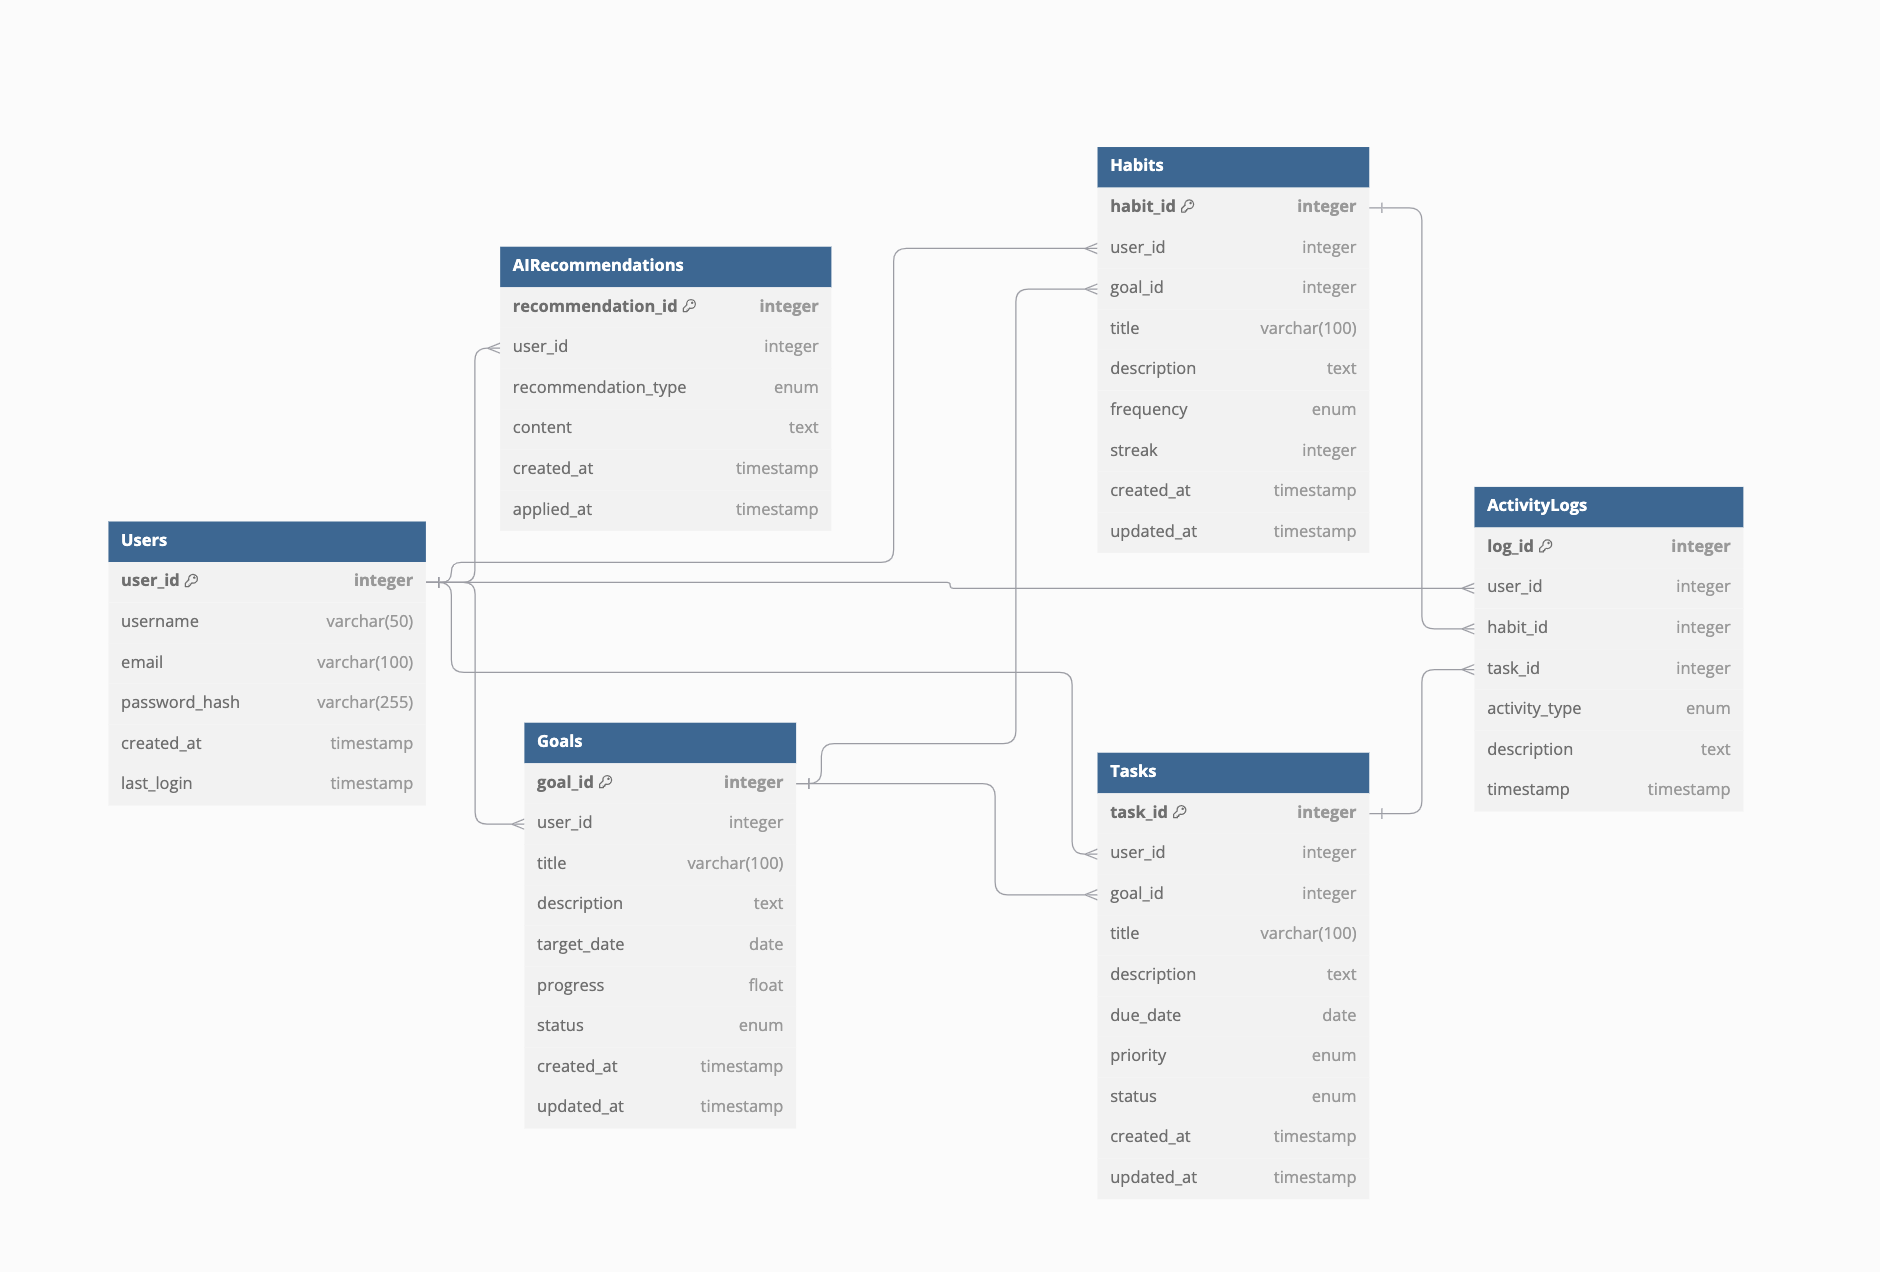 Habits
habit_id integer
user_id integer
goal_id integer
title varchar(100)
description text
frequency enum
streak integer
created_at timestamp
updated_at timestamp
AIRecommendations
recommendation_id integer
user_id integer
recommendation_type enum
content text
created_at timestamp
applied_at timestamp
ActivityLogs
log_id integer
user_id integer
habit_id integer
task_id integer
activity_type enum
description text
timestamp timestamp
Users
user_id integer
username varchar(50)
email varchar(100)
password_hash varchar(255)
created_at timestamp
last_login timestamp
Goals
goal_id integer
user_id integer
title varchar(100)
description text
target_date date
progress float
status enum
created_at timestamp
updated_at timestamp
Tasks
task_id integer
user_id integer
goal_id integer
title varchar(100)
description text
due_date date
priority enum
status enum
created_at timestamp
updated_at timestamp